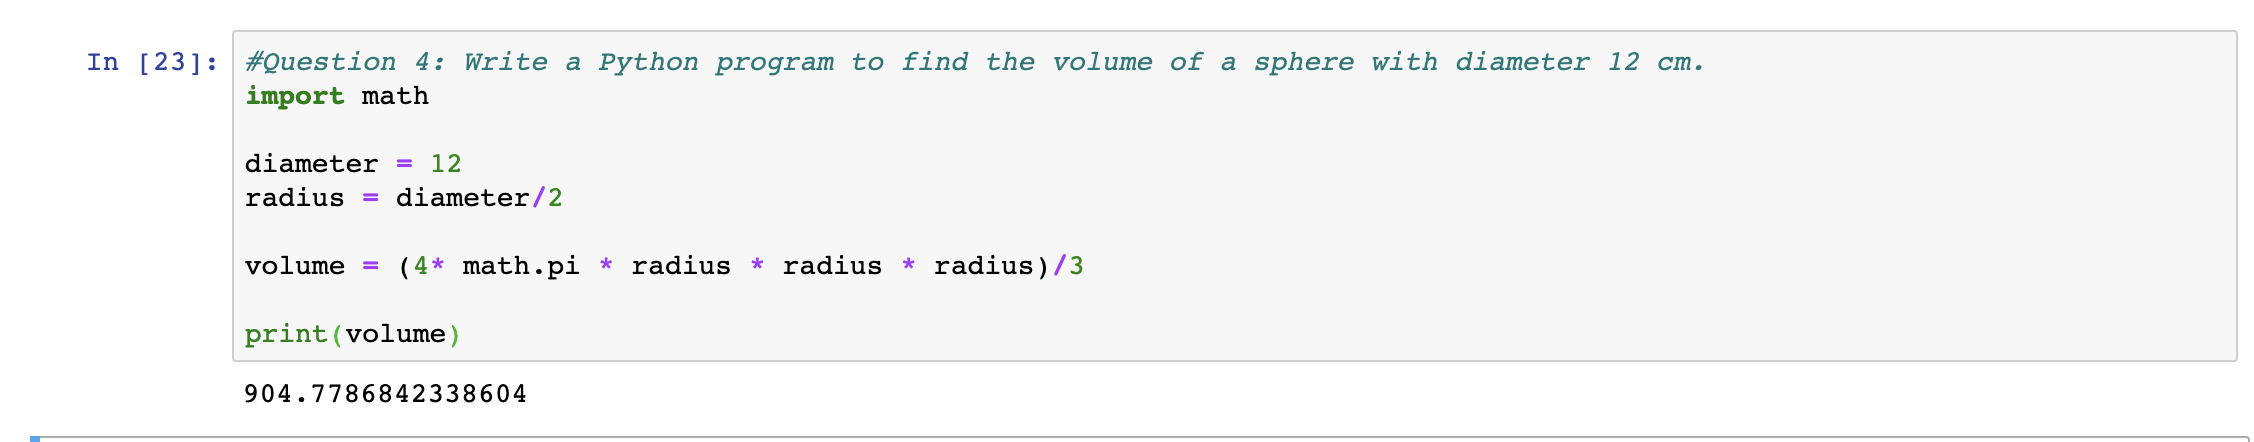 In [23]: #Question 4: Write a Python program to find the volume of a sphere with diameter 12 cm.
import math
diameter = 12
radius = diameter/2
volume = (4* math.pi * radius * radius * radius)/3
print(volume)
904.7786842338604